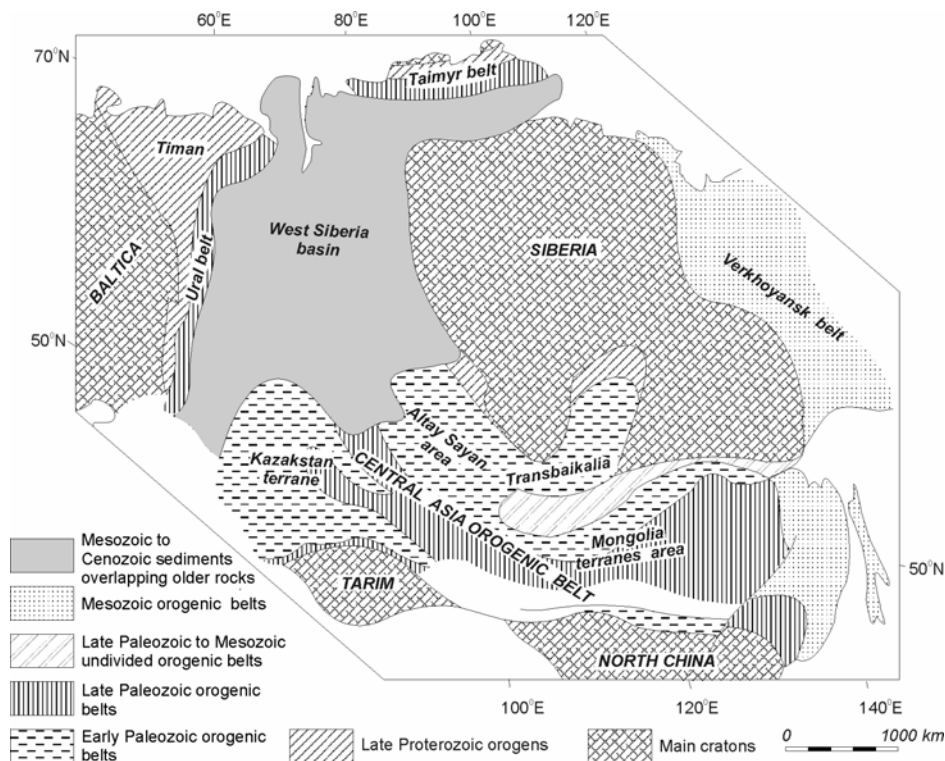 60°E 80°E 100°E 120°E
70°N
Taimyr belt
Timan
West Siberia
basin
SIBERIA
BALTICA
Ural belt
Verkhoyansk belt
50°N
Altay Sayan
area
Kazakstan
terrane
Transbaikalia
CENTRAL ASIA OROGENIC BELT
Mongolia
terranes area
TARIM
50°N
NORTH CHINA
100°E 120°E 140°E
Mesozoic to
Cenozoic sediments
overlapping older rocks
Mesozoic orogenic belts
Late Paleozoic to Mesozoic
undivided orogenic belts
Late Paleozoic orogenic
belts
Early Paleozoic orogenic
belts
Late Proterozoic orogens
Main cratons
0 1000 km